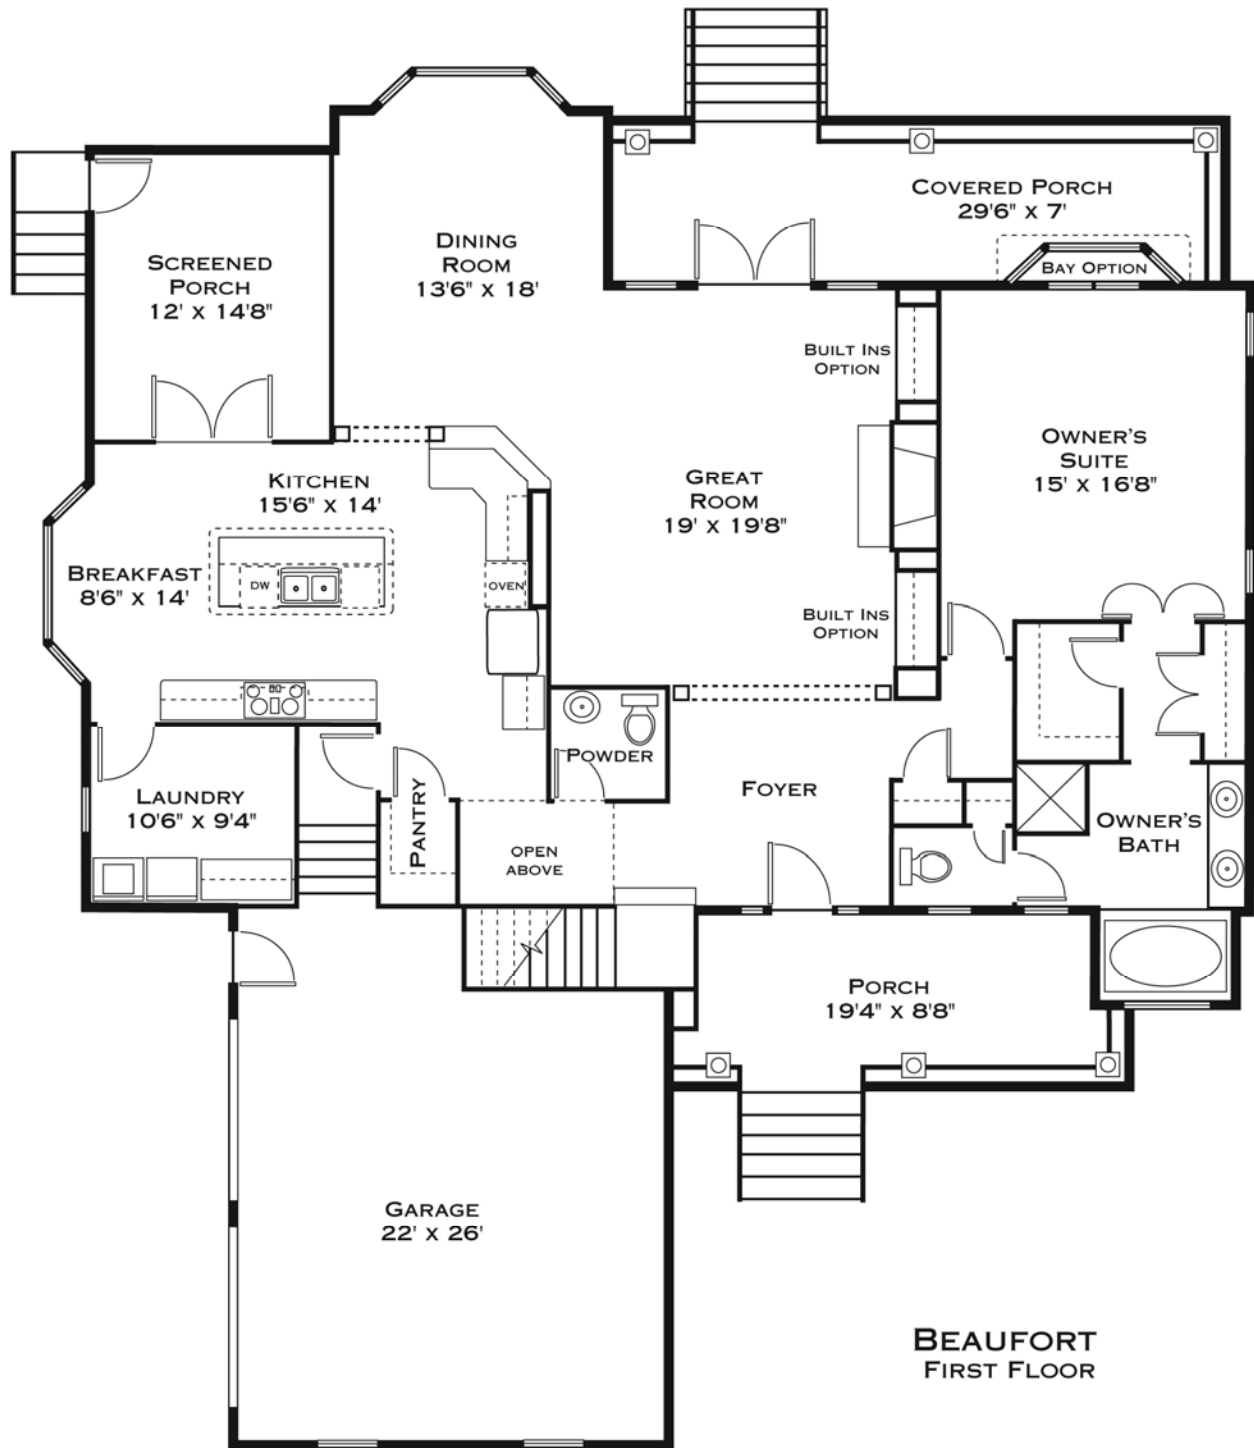 COVERED PORCH
29'6" X 7'
BAY OPTION
DINING
ROOM
13'6" X 18'
SCREENED
PORCH
12' X 14'8"
BUILT INS
OPTION
OWNER'S
SUITE
15' X 16'8"
KITCHEN
15'6" X 14'
GREAT
ROOM
19' X 19'8"
BREAKFAST
8'6" X 14'
DW
OVEN
BUILT INS
OPTION
POWDER
FOYER
LAUNDRY
10'6" X 9'4"
PANTRY
OPEN
ABOVE
OWNER'S
BATH
PORCH
19'4" X 8'8"
GARAGE
22' X 26'
BEAUFORT
FIRST FLOOR